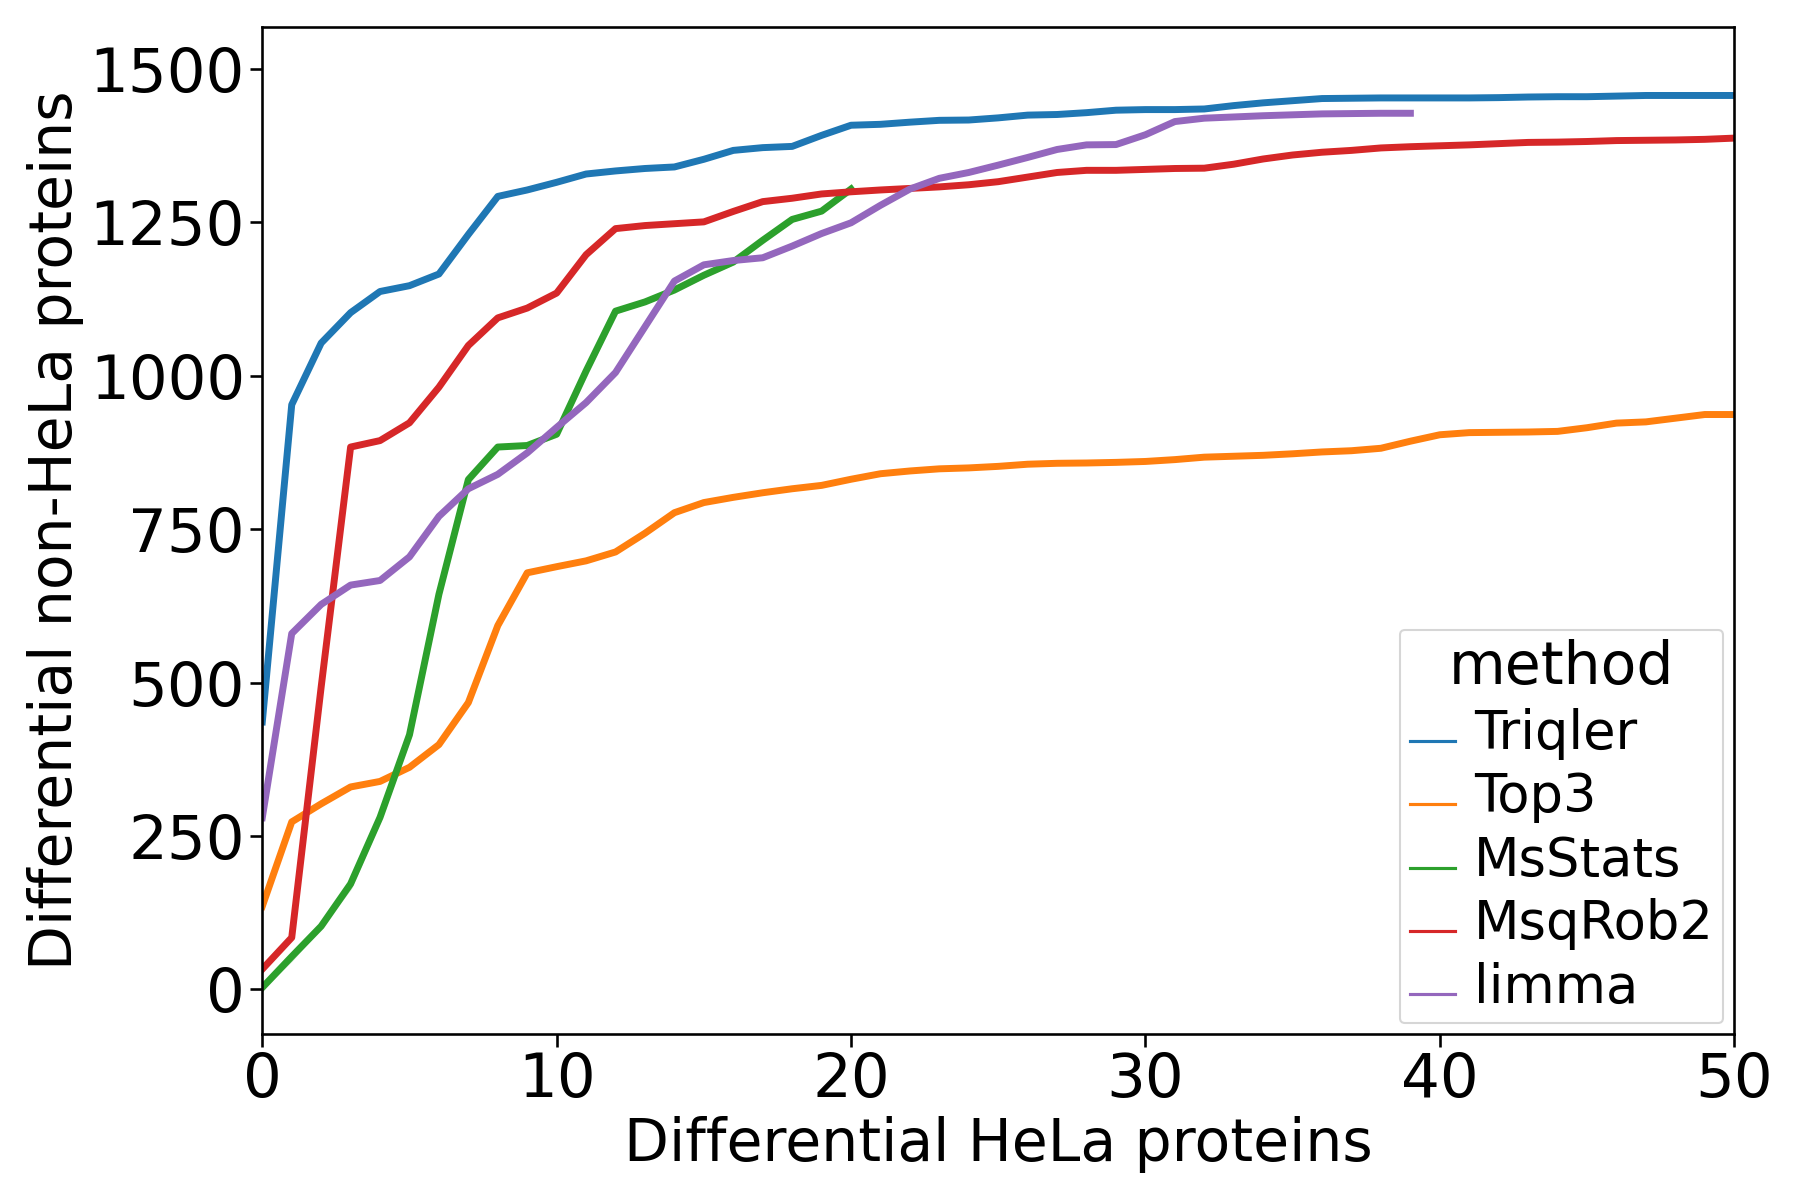 Differential non-HeLa proteins
1500
1250
1000
750
500
250
0
0 10 20 30 40 50
Differential HeLa proteins
method
Triqler
Top3
MsStats
MsqRob2
limma